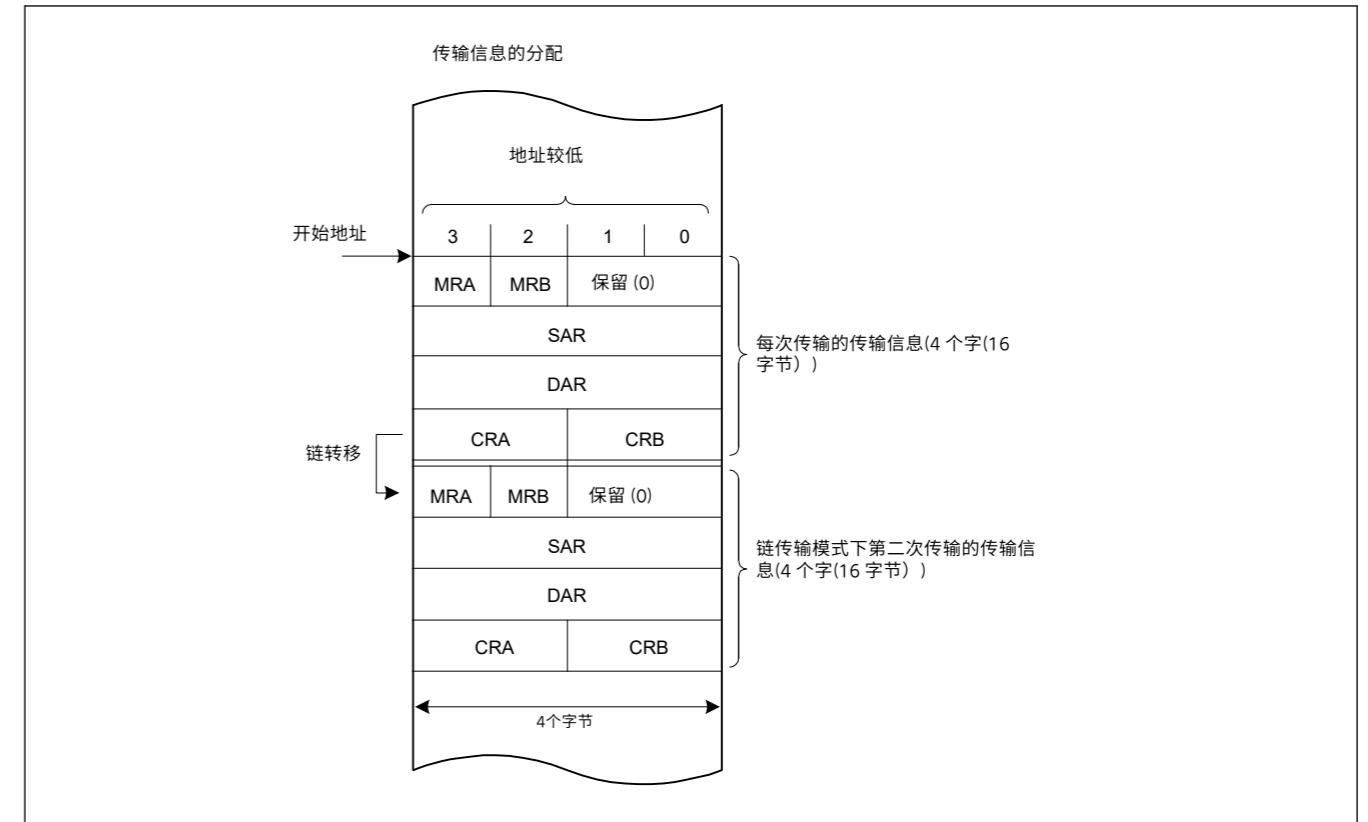 传输信息的分配
地址较低
开始地址
3 2 1 0
MRA MRB 保留 (0)
SAR
DAR
CRA CRB
每次传输的传输信息(4 个字(16
字节）)
链转移
MRA MRB 保留 (0)
SAR
DAR
CRA CRB
链传输模式下第二次传输的传输信
息(4 个字(16 字节）)
4个字节